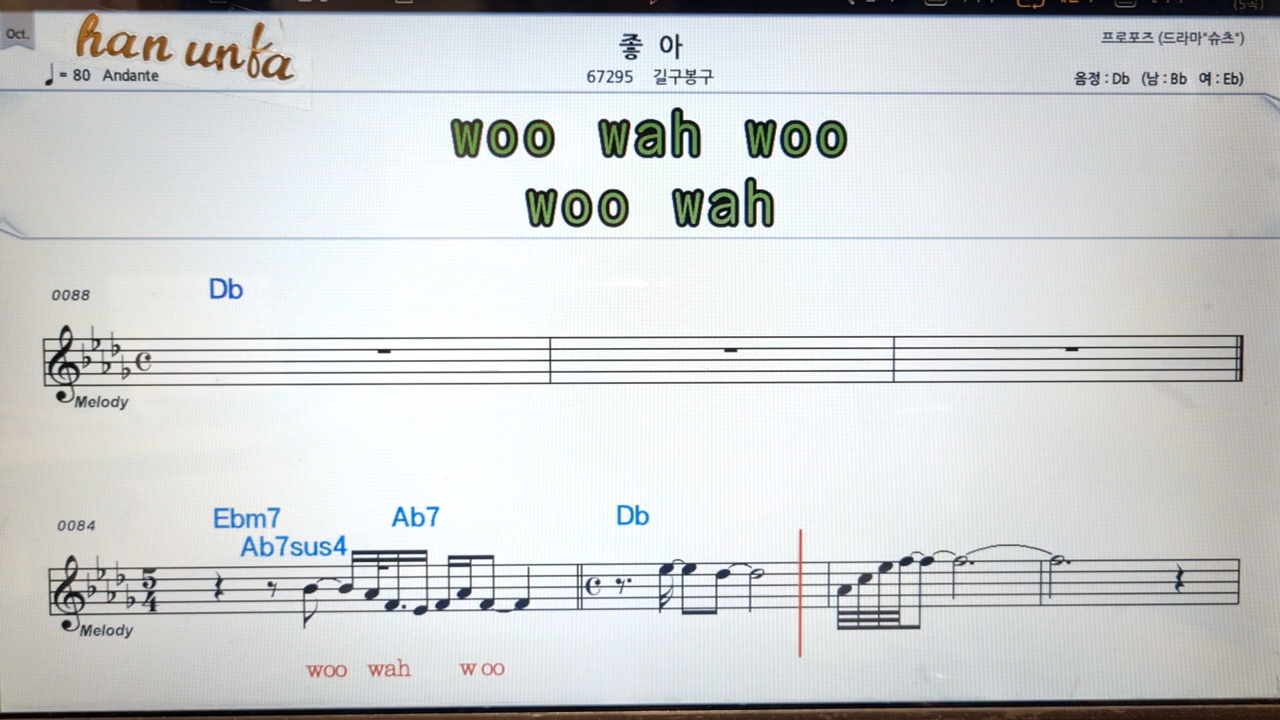 Oct.
han unfa
= 80 Andante
좋 아
67295 길구봉구
프로포즈 (드라마"슈츠")
음정 : Db (남 : Bb 여 : Eb)
woo wah woo
woo wah
0088
Db
Melody
0084
Ebm7
Ab7sus4
Ab7
Db
5
4
Melody
woo wah woo